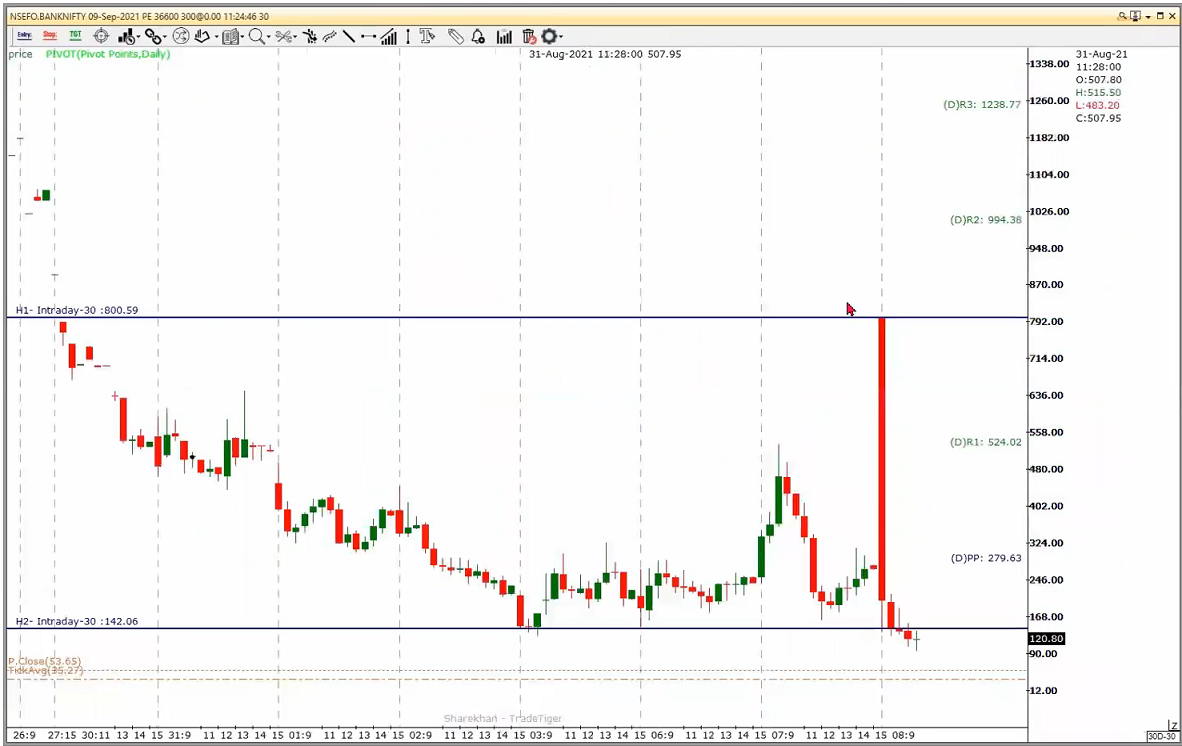 NSEFO.BANKNIFTY 09-Sep-2021 PE 36600 300@0.00 11:24:46 30
Entry Stop TGT
price PIVOT(Pivot Points,Daily)
31-Aug-2021 11:28:00 507.95
31-Aug-21
11:28:00
O:507.80
H:515.50
L:483.20
C:507.95
1338.00
1260.00
1182.00
1104.00
1026.00
948.00
870.00
792.00
714.00
636.00
558.00
480.00
402.00
324.00
246.00
168.00
120.80
90.00
12.00
(D)R3: 1238.77
(D)R2: 994.38
H1- Intraday-30 :800.59
(D)R1: 524.02
(D)PP: 279.63
H2- Intraday-30 :142.06
P.Close(53.65)
Sharekhan - TradeTiger
26:9 27:15 30:11 13 14 15 31:9 11 12 13 14 15 01:9 11 12 13 14 15 02:9 11 12 13 14 15 03:9 11 12 13 14 15 06:9 11 12 13 14 15 07:9 11 12 13 14 15 08:9
Z
30D-30